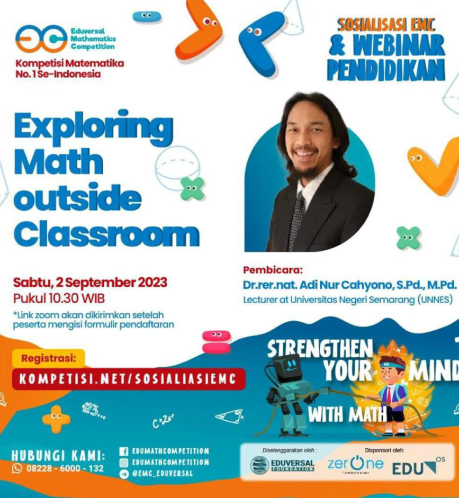 Eduversal
Mathematics
Competition
Kompetisi Matematika
No. 1 Se-Indonesia
SOSIALISASI EMC
& WEBINAR
PENDIDIKAN
Exploring
Math
outside
Classroom
Sabtu, 2 September 2023
Pukul 10.30 WIB
*Link zoom akan dikirimkan setelah
peserta mengisi formulir pendaftaran
Pembicara:
Dr.rer.nat. Adi Nur Cahyono, S.Pd., M.Pd.
Lecturer at Universitas Negeri Semarang (UNNES)
Registrasi:
KOMPETISI.NET/SOSIALIASIEMC
STRENGTHEN
YOUR MIND
WITH MATH
C=2πr
HUBUNGI KAMI:
08228 - 6000 - 132
EDUMATHCOMPETITION
EDUMATHCOMPETITION
@EMC_EDUVERSAL
Diselenggarakan oleh :
EDUVERSAL
FOUNDATION
Disponsori oleh :
zerOne
EDU OS